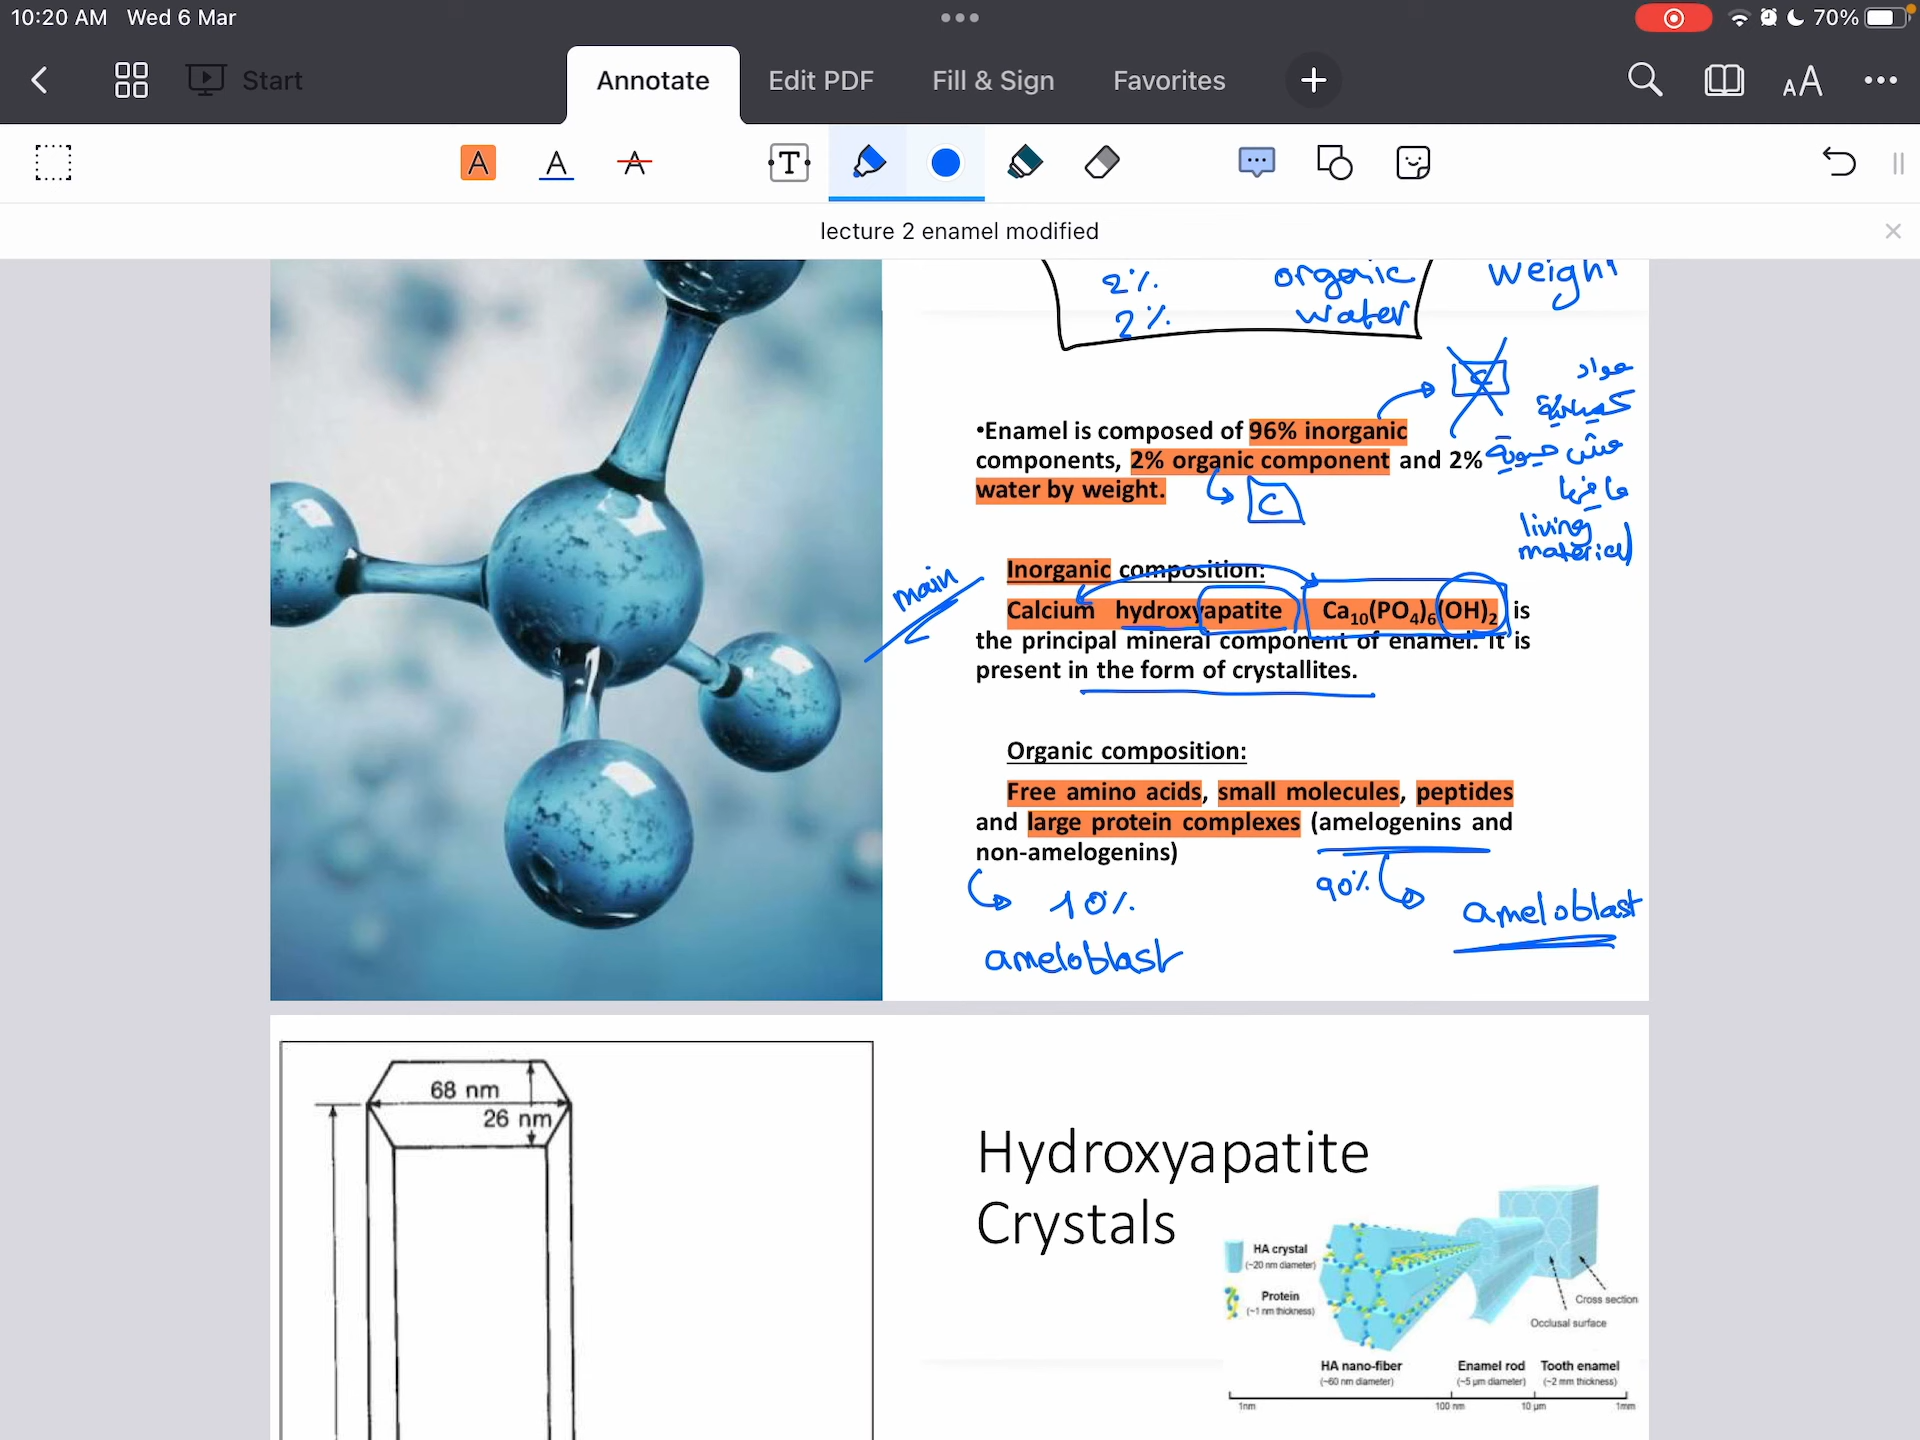 10:20 AM Wed 6 Mar
70%
Start
Annotate
Edit PDF
Fill & Sign
Favorites
AA
A A A T
lecture 2 enamel modified
2% organic weight
2% water
•Enamel is composed of 96% inorganic
components, 2% organic component and 2%
water by weight.
C
C
مواد
كيميائية
مش حيوية
ما فيها
living
material
main
Inorganic composition:
Calcium hydroxyapatite Ca₁₀(PO₄)₆(OH)₂ is
the principal mineral component of enamel. It is
present in the form of crystallites.
Organic composition:
Free amino acids, small molecules, peptides
and large protein complexes (amelogenins and
non-amelogenins)
10%
ameloblast
90%
ameloblast
68 nm
26 nm
Hydroxyapatite
Crystals
HA crystal
(~20 nm diameter)
Protein
(~1 nm thickness)
Cross section
Occlusal surface
HA nano-fiber
(~60 nm diameter)
Enamel rod
(~5 μm diameter)
Tooth enamel
(~2 mm thickness)
1nm 100 nm 10 μm 1mm